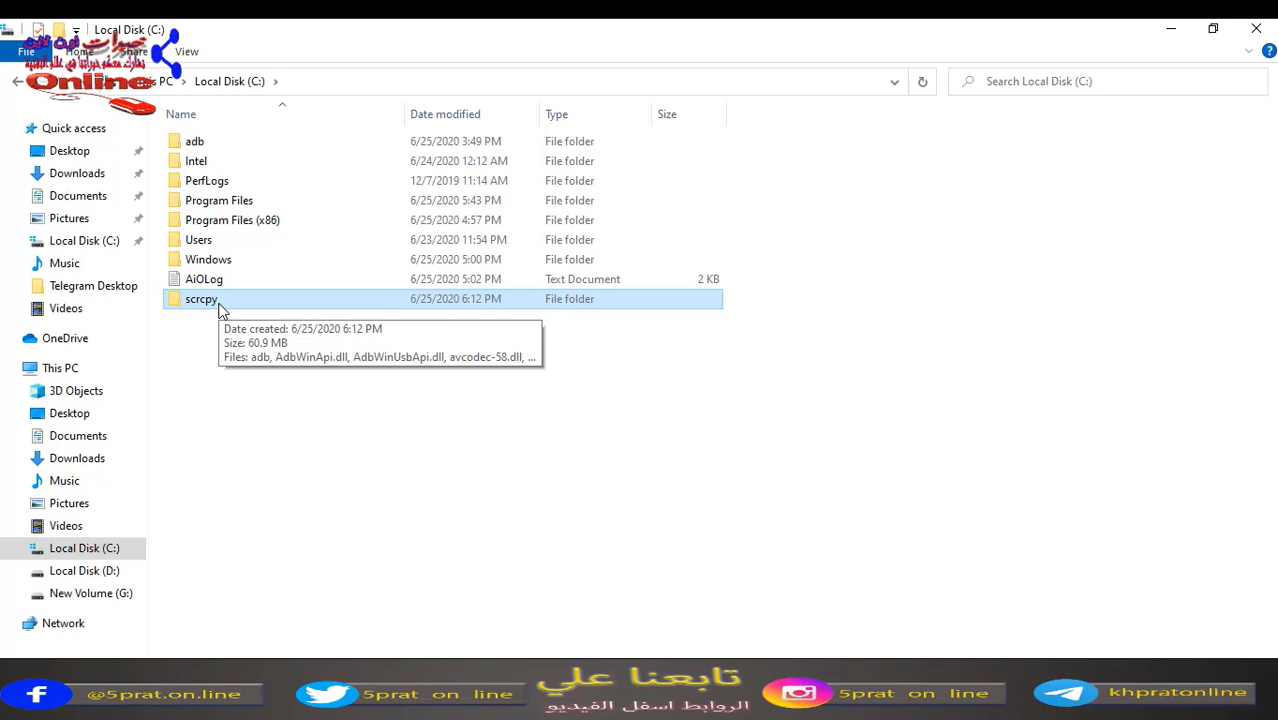 Local Disk (C:)
خبرات اون لاين
Online
File
Home
Share
View
This PC
Local Disk (C:)
Search Local Disk (C:)
Name
Date modified
Type
Size
Quick access
Desktop
Downloads
Documents
Pictures
Local Disk (C:)
Music
Telegram Desktop
Videos
OneDrive
This PC
3D Objects
Desktop
Documents
Downloads
Music
Pictures
Videos
Local Disk (C:)
Local Disk (D:)
New Volume (G:)
Network
adb 6/25/2020 3:49 PM File folder
Intel 6/24/2020 12:12 AM File folder
PerfLogs 12/7/2019 11:14 AM File folder
Program Files 6/25/2020 5:43 PM File folder
Program Files (x86) 6/25/2020 4:57 PM File folder
Users 6/23/2020 11:54 PM File folder
Windows 6/25/2020 5:00 PM File folder
AiOLog 6/25/2020 5:02 PM Text Document 2 KB
scrcpy 6/25/2020 6:12 PM File folder
Date created: 6/25/2020 6:12 PM
Size: 60.9 MB
Files: adb, AdbWinApi.dll, AdbWinUsbApi.dll, avcodec-58.dll, ...
تابعنا علي
الروابط اسفل الفيديو
@5prat.on.line
5prat on line
5prat on line
khpratonline